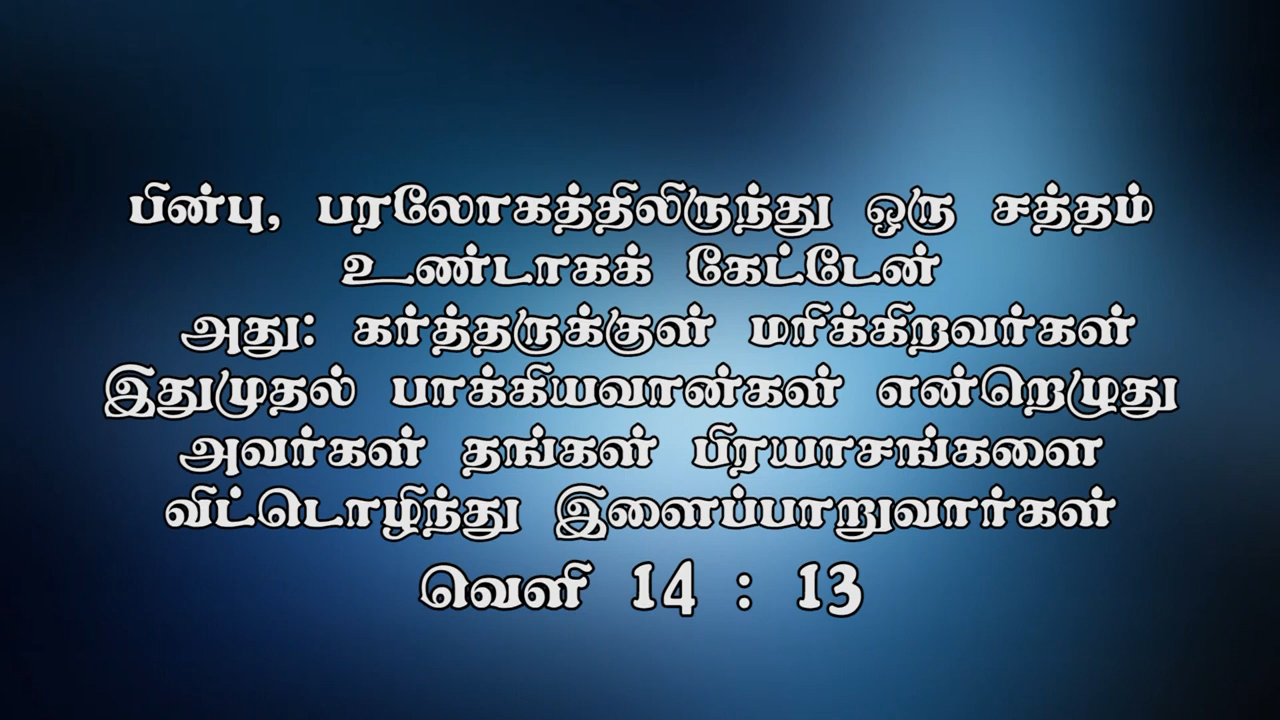 பின்பு, பரலோகத்திலிருந்து ஒரு சத்தம்
உண்டாகக் கேட்டேன்
அது: கர்த்தருக்குள் மரிக்கிறவர்கள்
இதுமுதல் பாக்கியவான்கள் என்றெழுது
அவர்கள் தங்கள் பிரயாசங்களை
விட்டொழிந்து இளைப்பாறுவார்கள்
வெளி 14 : 13